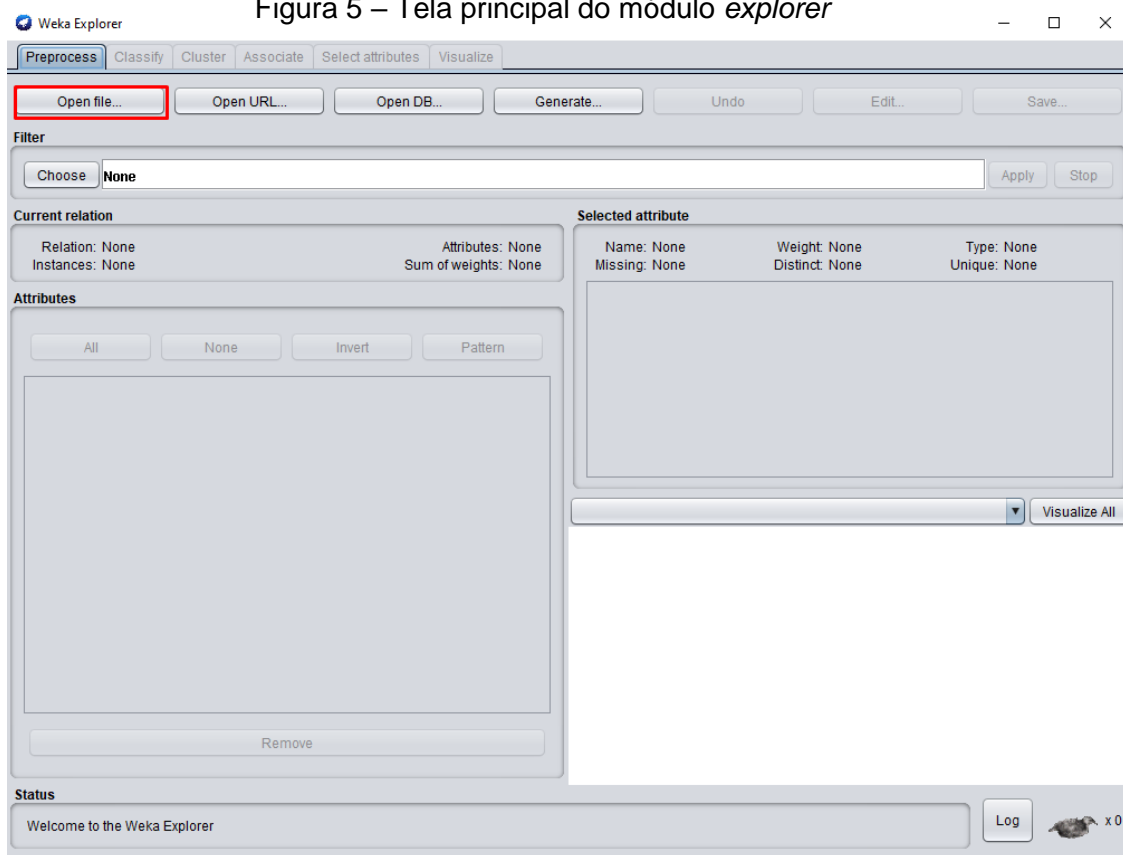 Figura 5 – Tela principal do módulo explorer
Weka Explorer
Preprocess Classify Cluster Associate Select attributes Visualize
Open file... Open URL... Open DB... Generate... Undo Edit... Save...
Filter
Choose None Apply Stop
Current relation
Relation: None Attributes: None
Instances: None Sum of weights: None
Selected attribute
Name: None Weight: None Type: None
Missing: None Distinct: None Unique: None
Attributes
All None Invert Pattern
Visualize All
Remove
Status
Welcome to the Weka Explorer
Log x 0